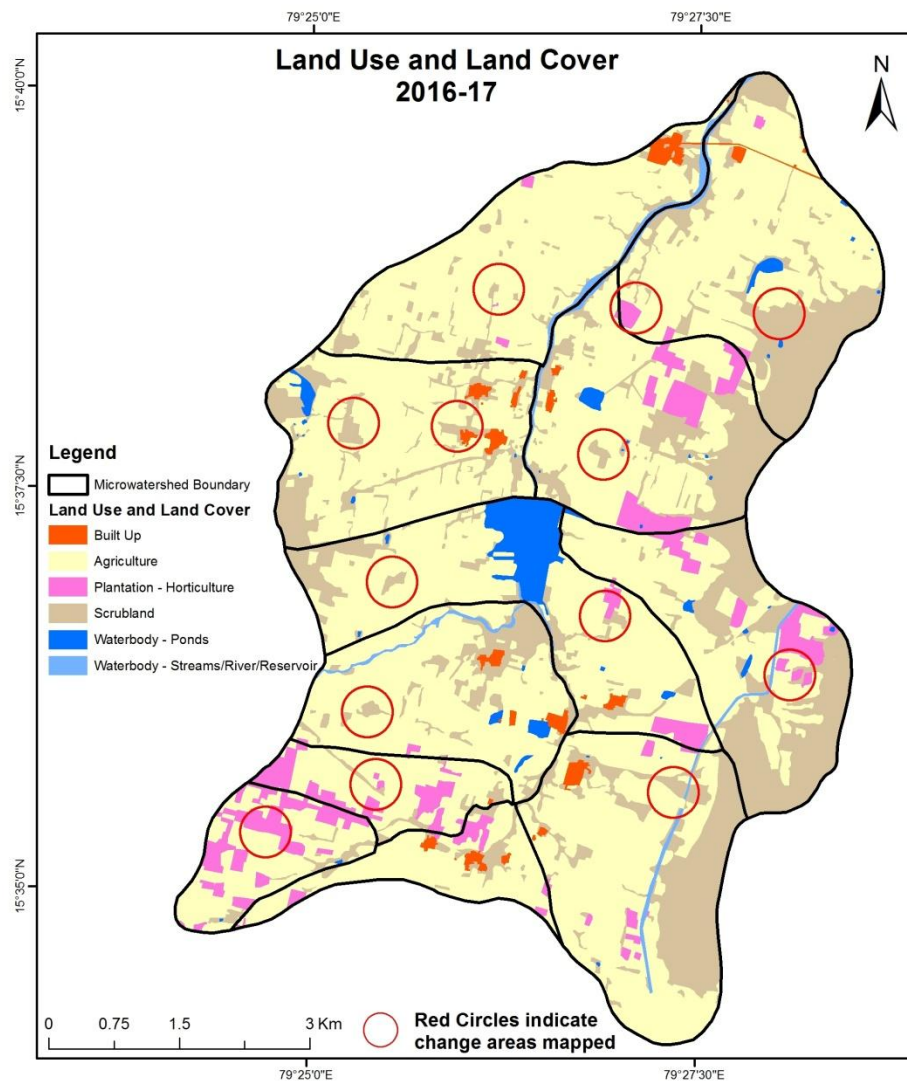 79°25'0"E
79°27'30"E
Land Use and Land Cover
2016-17
N
15°40'0"N
15°37'30"N
15°35'0"N
Legend
Microwatershed Boundary
Land Use and Land Cover
Built Up
Agriculture
Plantation - Horticulture
Scrubland
Waterbody - Ponds
Waterbody - Streams/River/Reservoir
0 0.75 1.5 3 Km
Red Circles indicate
change areas mapped
79°25'0"E
79°27'30"E